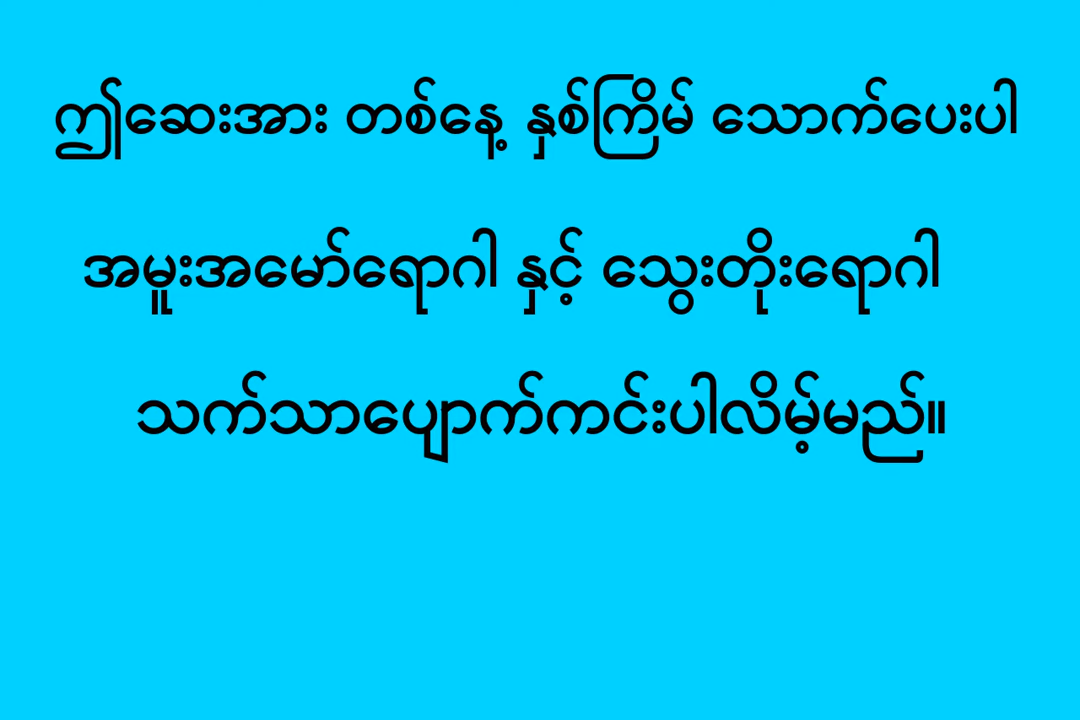 ဤဆေးအား တစ်နေ့ နှစ်ကြိမ် သောက်ပေးပါ
အမူးအမော်ရောဂါ နှင့် သွေးတိုးရောဂါ
သက်သာပျောက်ကင်းပါလိမ့်မည်။